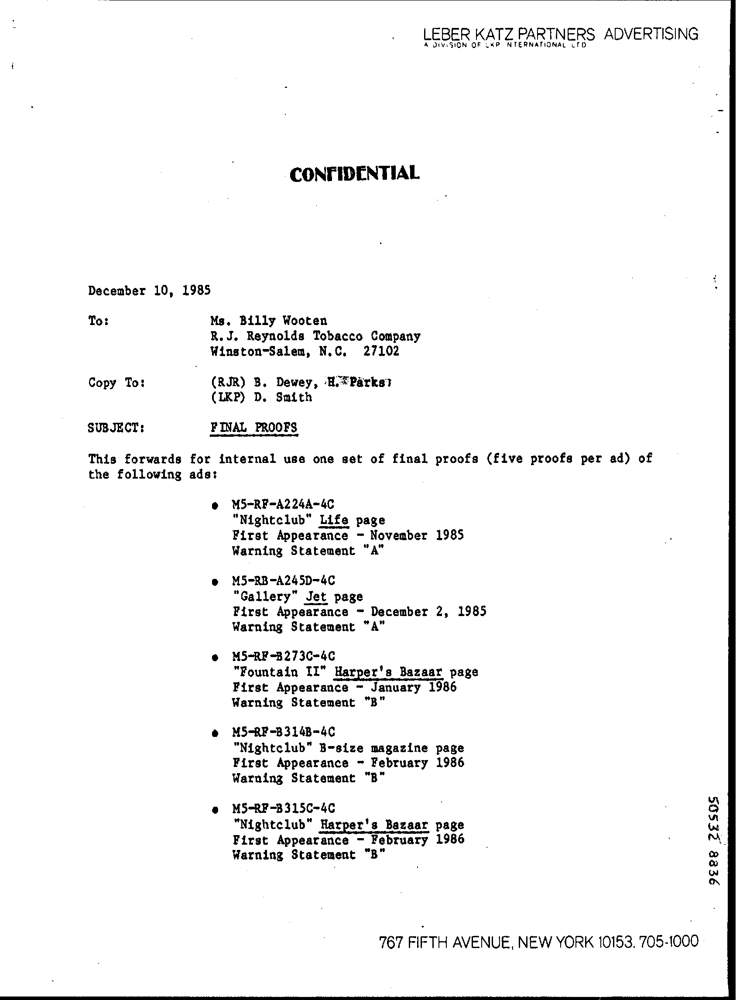 LEBER KATZ PARTNERS ADVERTISING
A DIVISION OF LKP INTERNATIONAL LTD
CONFIDENTIAL
December 10, 1985
To: Ms. Billy Wooten
R.J. Reynolds Tobacco Company
Winston-Salem, N.C. 27102
Copy To: (RJR) B. Dewey, H. Parks
(LKP) D. Smith
SUBJECT: FINAL PROOFS
This forwards for internal use one set of final proofs (five proofs per ad) of
the following ads:
• M5-RF-A224A-4C
"Nightclub" Life page
First Appearance - November 1985
Warning Statement "A"
• M5-RB-A245D-4C
"Gallery" Jet page
First Appearance - December 2, 1985
Warning Statement "A"
• M5-RF-B273C-4C
"Fountain II" Harper's Bazaar page
First Appearance - January 1986
Warning Statement "B"
• M5-RF-B314B-4C
"Nightclub" B-size magazine page
First Appearance - February 1986
Warning Statement "B"
• M5-RF-B315C-4C
"Nightclub" Harper's Bazaar page
First Appearance - February 1986
Warning Statement "B"
50532 8836
767 FIFTH AVENUE, NEW YORK 10153. 705-1000